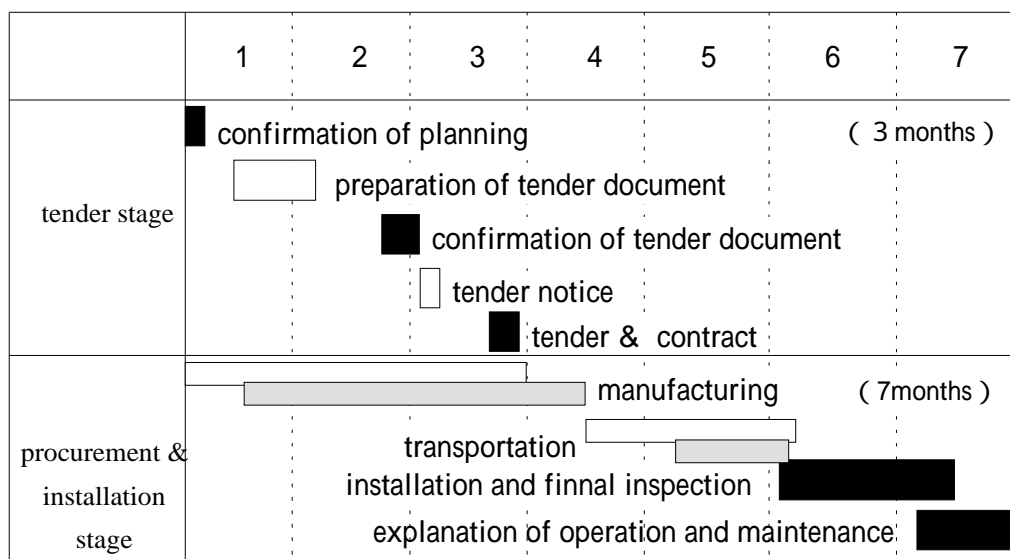 1 2 3 4 5 6 7
confirmation of planning ( 3 months )
preparation of tender document
tender stage
confirmation of tender document
tender notice
tender & contract
manufacturing ( 7months )
transportation
procurement &
installation
stage
installation and finnal inspection
explanation of operation and maintenance